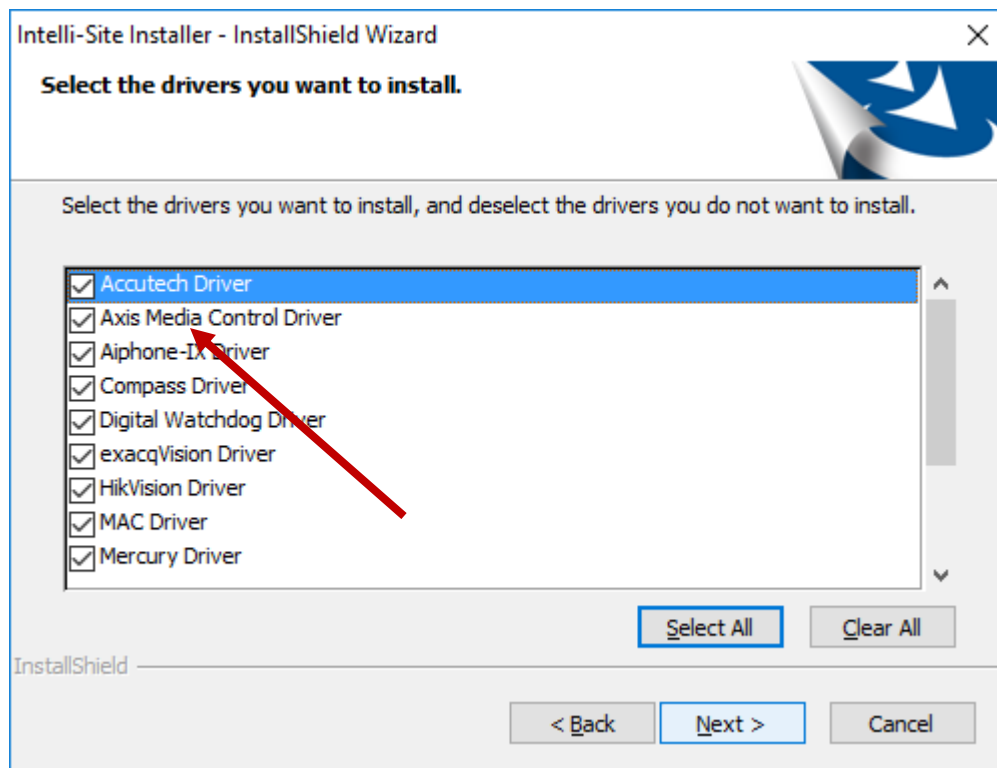 Intelli-Site Installer - InstallShield Wizard
Select the drivers you want to install.
Select the drivers you want to install, and deselect the drivers you do not want to install.
Accutech Driver
Axis Media Control Driver
Aiphone-IX Driver
Compass Driver
Digital Watchdog Driver
exacqVision Driver
HikVision Driver
MAC Driver
Mercury Driver
Select All Clear All
InstallShield
< Back Next > Cancel